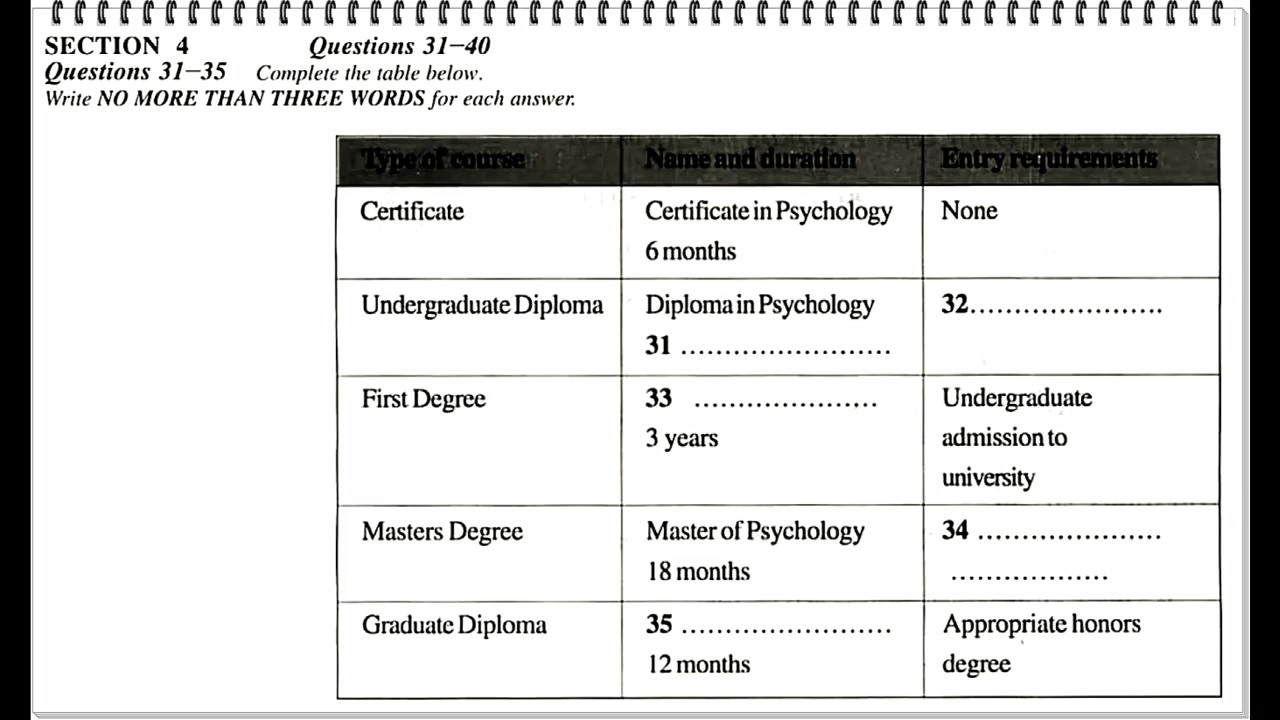 SECTION 4 Questions 31–40
Questions 31–35 Complete the table below.
Write NO MORE THAN THREE WORDS for each answer.
Type of course Name and duration Entry requirements
Certificate Certificate in Psychology None
6 months
Undergraduate Diploma Diploma in Psychology 32......................
31 ........................
First Degree 33 ..................... Undergraduate
3 years admission to
university
Masters Degree Master of Psychology 34 .....................
18 months ..................
Graduate Diploma 35 ........................ Appropriate honors
12 months degree